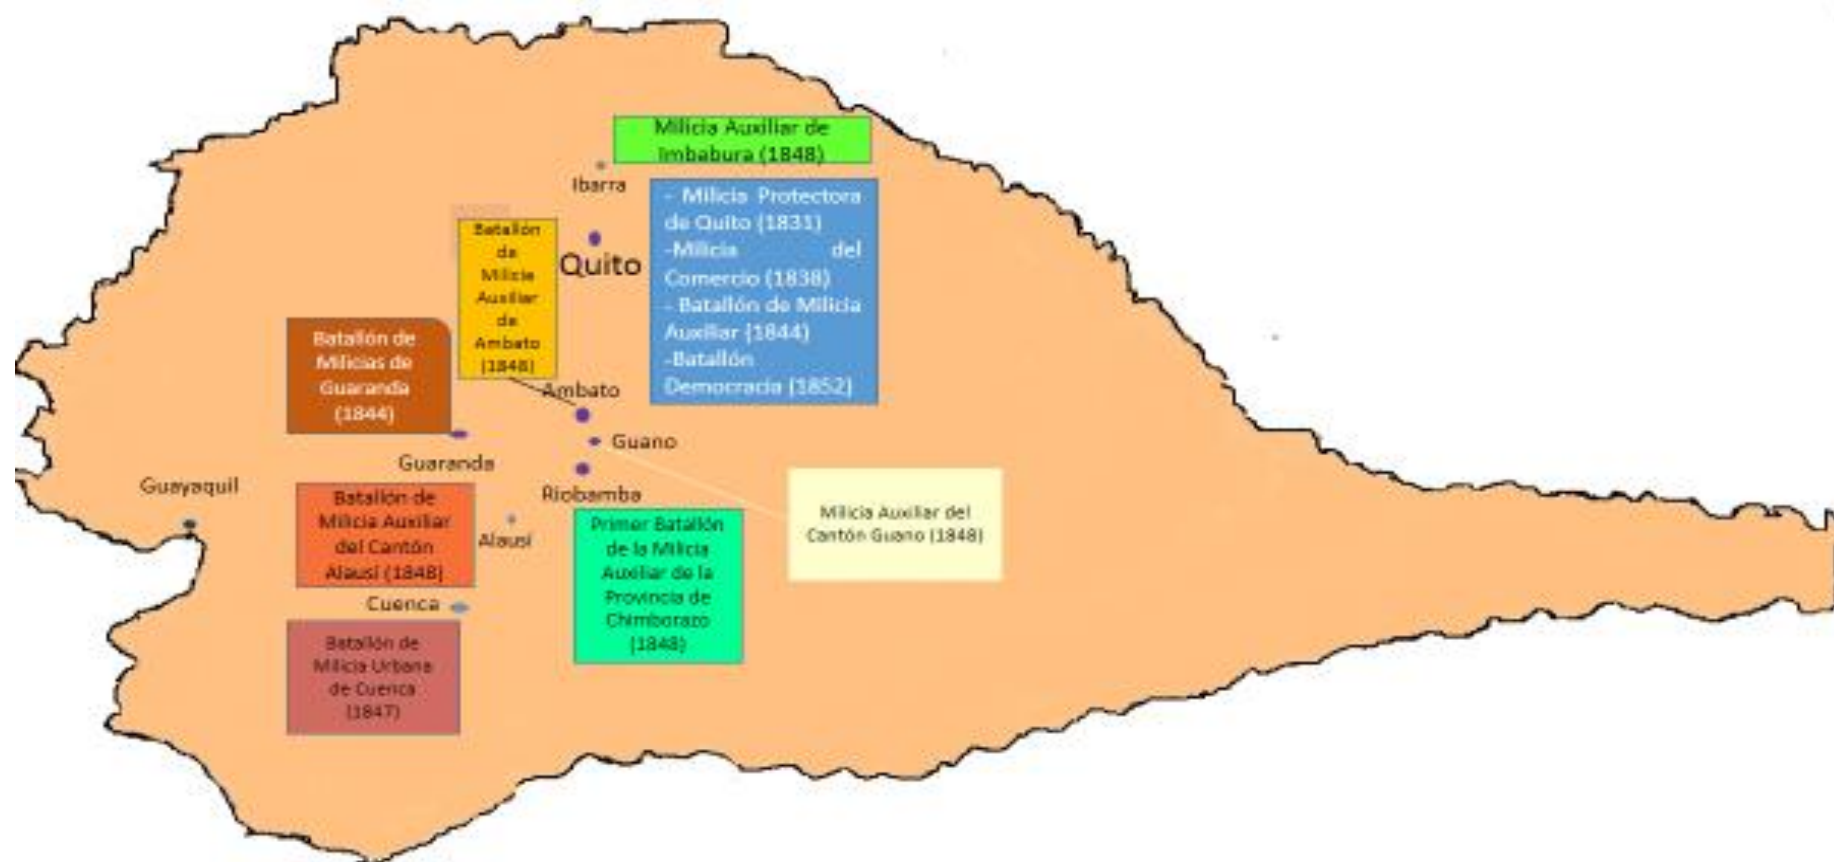 Milicia Auxiliar de
Imbabura (1848)
Ibarra
- Milicia Protectora
de Quito (1831)
-Milicia del
Comercio (1838)
- Batallón de Milicia
Auxiliar (1844)
-Batallón
Democracia (1852)
Quito
Batallón
de
Milicia
Auxiliar
de
Ambato
(1848)
Batallón de
Milicias de
Guaranda
(1844)
Ambato
Guano
Guaranda
Riobamba
Guayaquil
Batallón de
Milicia Auxiliar
del Cantón
Alausí (1848)
Alausí
Primer Batallón
de la Milicia
Auxiliar de la
Provincia de
Chimborazo
(1848)
Milicia Auxiliar del
Cantón Guano (1848)
Cuenca
Batallón de
Milicia Urbana
de Cuenca
(1847)